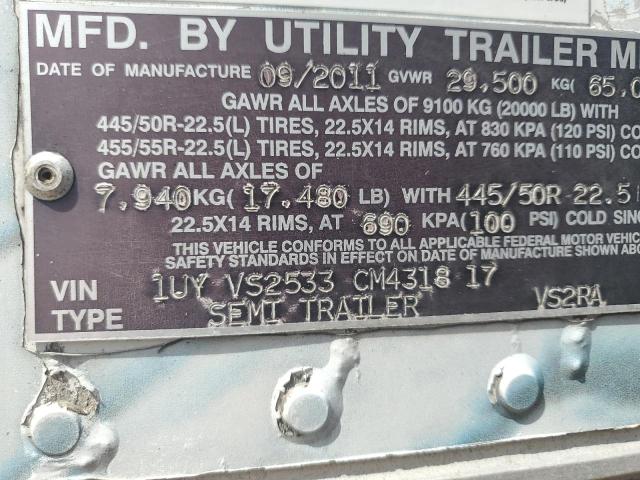 MFD. BY UTILITY TRAILER M
DATE OF MANUFACTURE 09/2011 GVWR 29,500 KG( 65,0
GAWR ALL AXLES OF 9100 KG (20000 LB) WITH
445/50R-22.5(L) TIRES, 22.5X14 RIMS, AT 830 KPA (120 PSI) CO
455/55R-22.5(L) TIRES, 22.5X14 RIMS, AT 760 KPA (110 PSI) CO
GAWR ALL AXLES OF
7,940KG( 17,480 LB) WITH 445/50R-22.5
22.5X14 RIMS, AT 690 KPA(100 PSI) COLD SIN
THIS VEHICLE CONFORMS TO ALL APPLICABLE FEDERAL MOTOR VEHIC
SAFETY STANDARDS IN EFFECT ON DATE OF MANUFACTURE SHOWN ABO
VIN 1UY VS2533 CM4318 17
TYPE SEMI TRAILER VS2RA